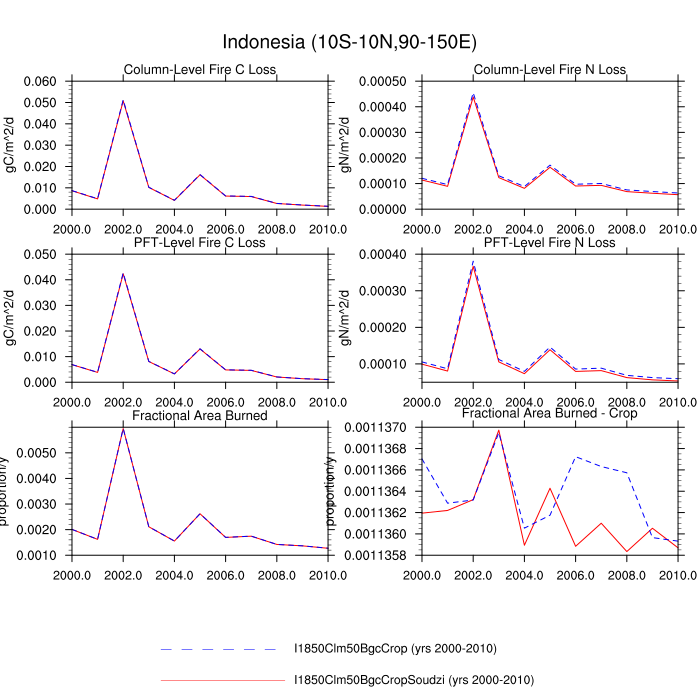 Indonesia (10S-10N,90-150E)
Column-Level Fire C Loss
0.060
0.050
0.040
0.030
0.020
0.010
0.000
gC/m^2/d
2000.0 2002.0 2004.0 2006.0 2008.0 2010.0
Column-Level Fire N Loss
0.00050
0.00040
0.00030
0.00020
0.00010
0.00000
gN/m^2/d
2000.0 2002.0 2004.0 2006.0 2008.0 2010.0
PFT-Level Fire C Loss
0.050
0.040
0.030
0.020
0.010
0.000
gC/m^2/d
2000.0 2002.0 2004.0 2006.0 2008.0 2010.0
PFT-Level Fire N Loss
0.00040
0.00030
0.00020
0.00010
gN/m^2/d
2000.0 2002.0 2004.0 2006.0 2008.0 2010.0
Fractional Area Burned
0.0050
0.0040
0.0030
0.0020
0.0010
proportion/y
2000.0 2002.0 2004.0 2006.0 2008.0 2010.0
Fractional Area Burned - Crop
0.0011370
0.0011368
0.0011366
0.0011364
0.0011362
0.0011360
0.0011358
proportion/y
2000.0 2002.0 2004.0 2006.0 2008.0 2010.0
I1850Clm50BgcCrop (yrs 2000-2010)
I1850Clm50BgcCropSoudzi (yrs 2000-2010)